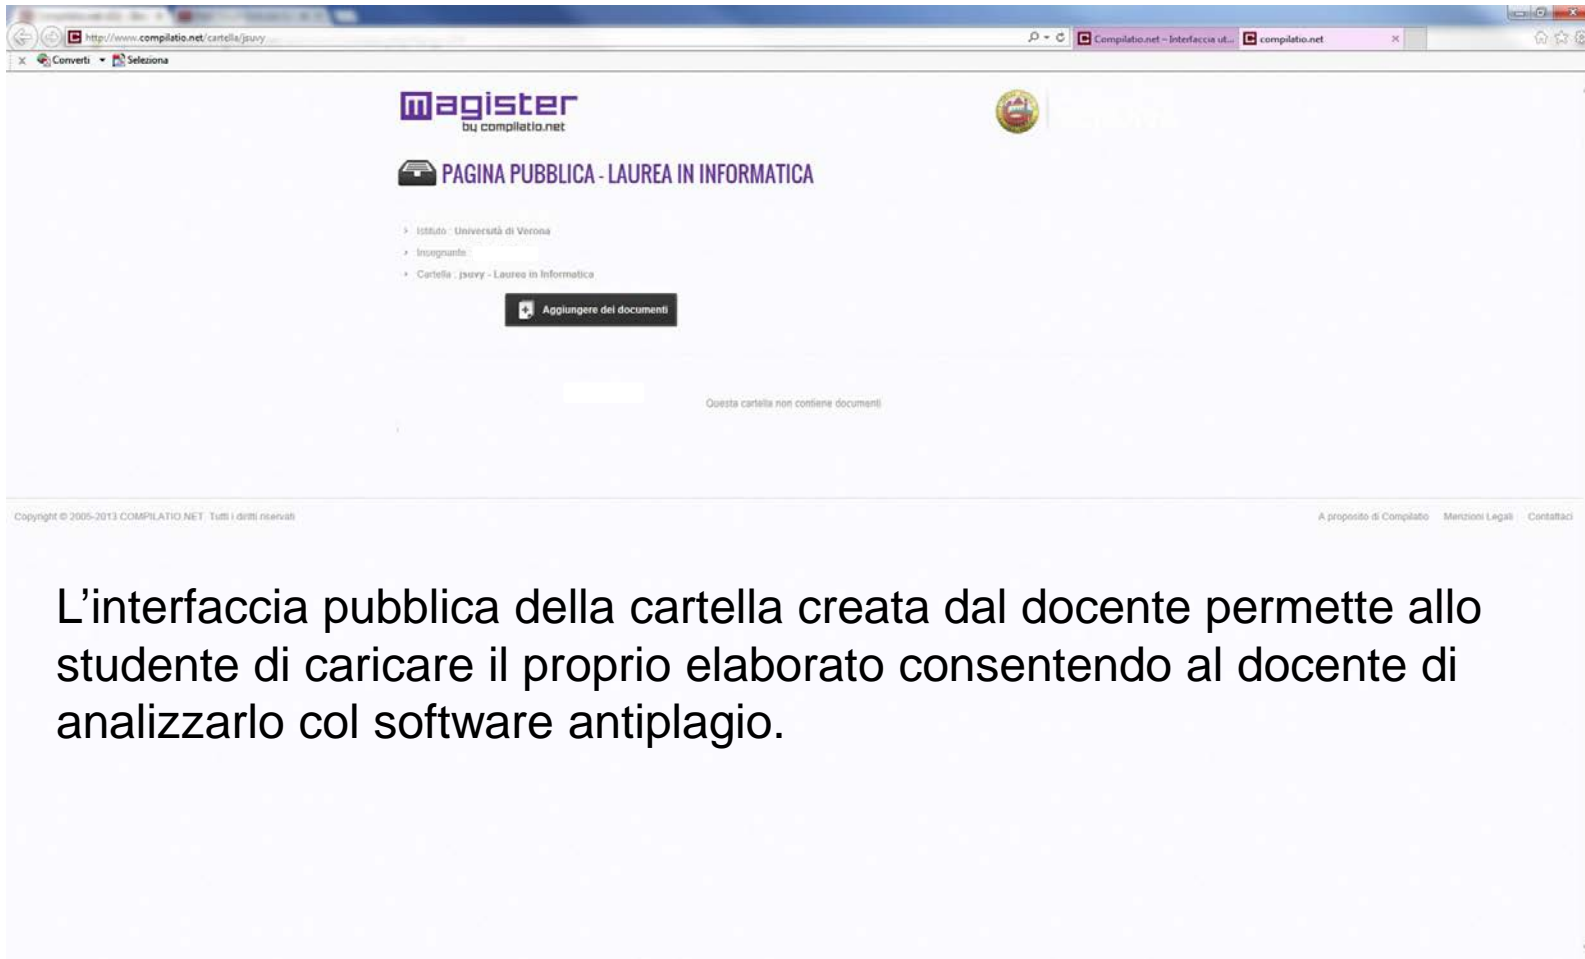 http://www.compilatio.net/cartella/jsuvy
Compilatio.net – Interfaccia ut...
compilatio.net
x Converti Seleziona
magister
by compilatio.net
PAGINA PUBBLICA - LAUREA IN INFORMATICA
Istituto : Università di Verona
Insegnante :
Cartella : jsuvy - Laurea in Informatica
Aggiungere dei documenti
Questa cartella non contiene documenti
Copyright © 2005-2013 COMPILATIO.NET Tutti i diritti riservati
A proposito di Compilatio Menzioni Legali Contattaci
L’interfaccia pubblica della cartella creata dal docente permette allo
studente di caricare il proprio elaborato consentendo al docente di
analizzarlo col software antiplagio.